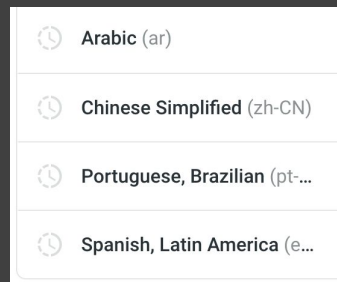 Arabic (ar)
Chinese Simplified (zh-CN)
Portuguese, Brazilian (pt-...
Spanish, Latin America (e...